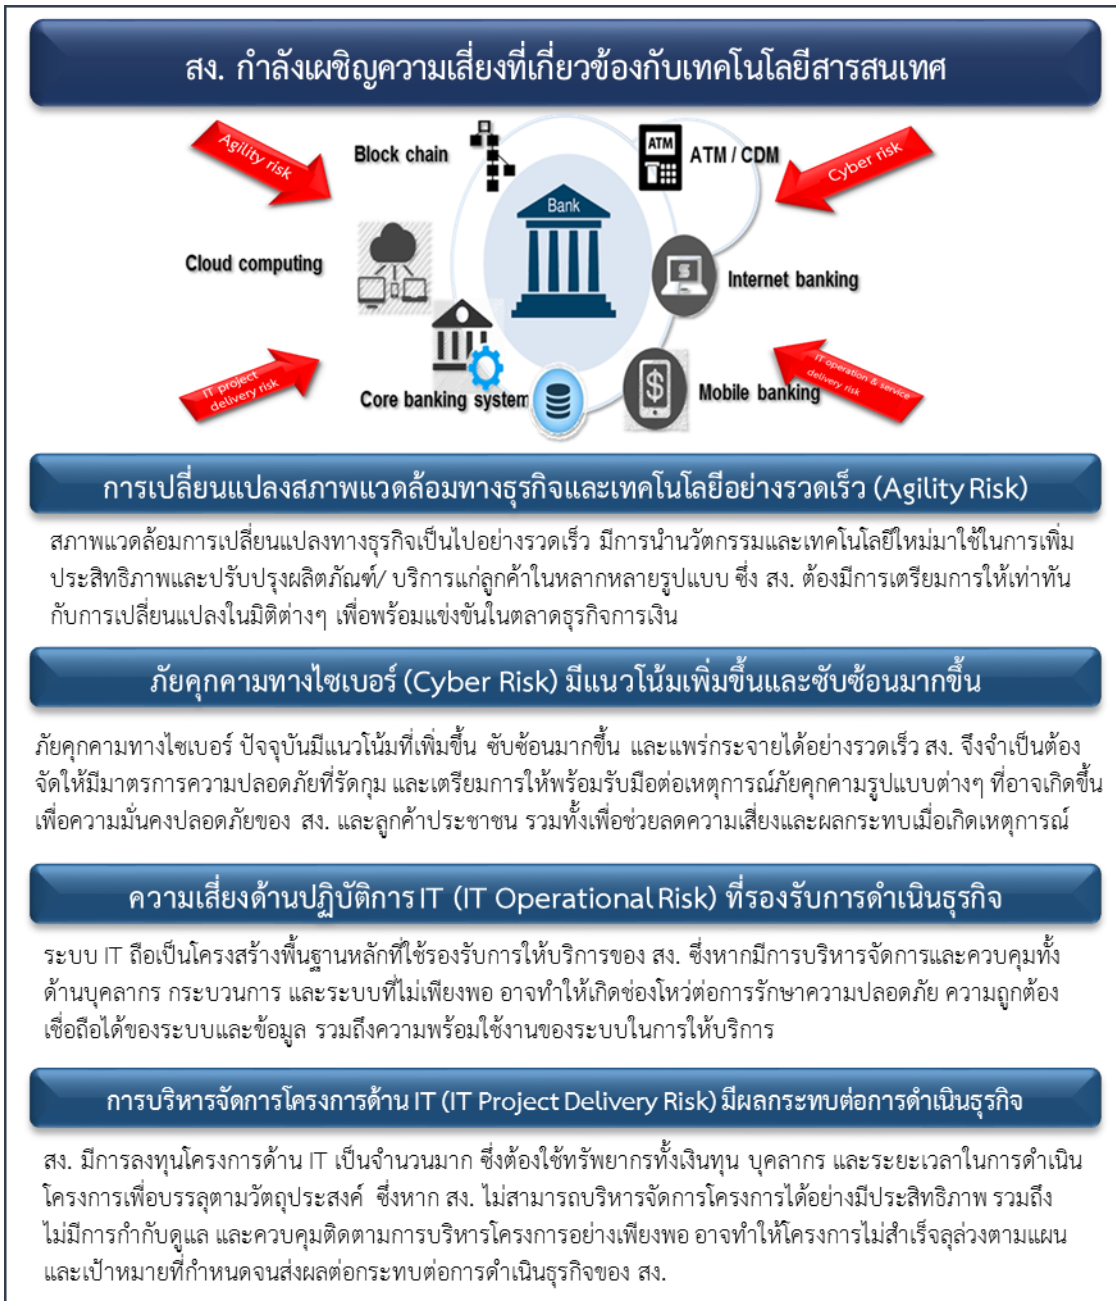 สง. กำลังเผชิญความเสี่ยงที่เกี่ยวข้องกับเทคโนโลยีสารสนเทศ
Agility risk
Block chain
ATM
ATM / CDM
Cyber risk
Bank
Cloud computing
Internet banking
IT project
delivery risk
Core banking system
Mobile banking
IT operation & service
delivery risk
การเปลี่ยนแปลงสภาพแวดล้อมทางธุรกิจและเทคโนโลยีอย่างรวดเร็ว (Agility Risk)
สภาพแวดล้อมการเปลี่ยนแปลงทางธุรกิจเป็นไปอย่างรวดเร็ว มีการนำนวัตกรรมและเทคโนโลยีใหม่มาใช้ในการเพิ่ม
ประสิทธิภาพและปรับปรุงผลิตภัณฑ์/ บริการแก่ลูกค้าในหลากหลายรูปแบบ ซึ่ง สง. ต้องมีการเตรียมการให้เท่าทัน
กับการเปลี่ยนแปลงในมิติต่างๆ เพื่อพร้อมแข่งขันในตลาดธุรกิจการเงิน
ภัยคุกคามทางไซเบอร์ (Cyber Risk) มีแนวโน้มเพิ่มขึ้นและซับซ้อนมากขึ้น
ภัยคุกคามทางไซเบอร์ ปัจจุบันมีแนวโน้มที่เพิ่มขึ้น ซับซ้อนมากขึ้น และแพร่กระจายได้อย่างรวดเร็ว สง. จึงจำเป็นต้อง
จัดให้มีมาตรการความปลอดภัยที่รัดกุม และเตรียมการให้พร้อมรับมือต่อเหตุการณ์ภัยคุกคามรูปแบบต่างๆ ที่อาจเกิดขึ้น
เพื่อความมั่นคงปลอดภัยของ สง. และลูกค้าประชาชน รวมทั้งเพื่อช่วยลดความเสี่ยงและผลกระทบเมื่อเกิดเหตุการณ์
ความเสี่ยงด้านปฏิบัติการ IT (IT Operational Risk) ที่รองรับการดำเนินธุรกิจ
ระบบ IT ถือเป็นโครงสร้างพื้นฐานหลักที่ใช้รองรับการให้บริการของ สง. ซึ่งหากมีการบริหารจัดการและควบคุมทั้ง
ด้านบุคลากร กระบวนการ และระบบที่ไม่เพียงพอ อาจทำให้เกิดช่องโหว่ต่อการรักษาความปลอดภัย ความถูกต้อง
เชื่อถือได้ของระบบและข้อมูล รวมถึงความพร้อมใช้งานของระบบในการให้บริการ
การบริหารจัดการโครงการด้าน IT (IT Project Delivery Risk) มีผลกระทบต่อการดำเนินธุรกิจ
สง. มีการลงทุนโครงการด้าน IT เป็นจำนวนมาก ซึ่งต้องใช้ทรัพยากรทั้งเงินทุน บุคลากร และระยะเวลาในการดำเนิน
โครงการเพื่อบรรลุตามวัตถุประสงค์ ซึ่งหาก สง. ไม่สามารถบริหารจัดการโครงการได้อย่างมีประสิทธิภาพ รวมถึง
ไม่มีการกำกับดูแล และควบคุมติดตามการบริหารโครงการอย่างเพียงพอ อาจทำให้โครงการไม่สำเร็จลุล่วงตามแผน
และเป้าหมายที่กำหนดจนส่งผลต่อกระทบต่อการดำเนินธุรกิจของ สง.